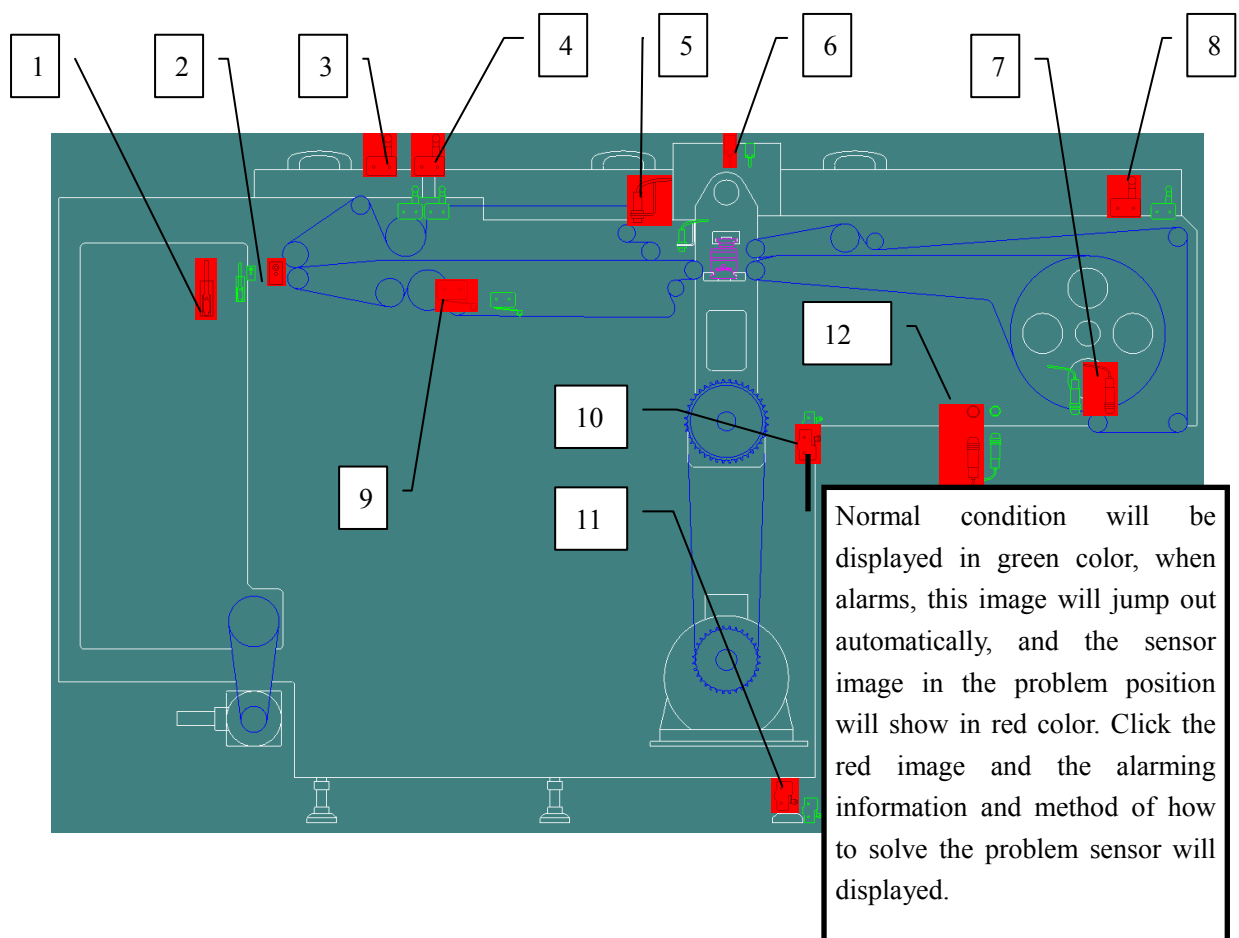 4
5
6
8
1
2
3
7
12
10
9
11
Normal condition will be
displayed in green color, when
alarms, this image will jump out
automatically, and the sensor
image in the problem position
will show in red color. Click the
red image and the alarming
information and method of how
to solve the problem sensor will
displayed.